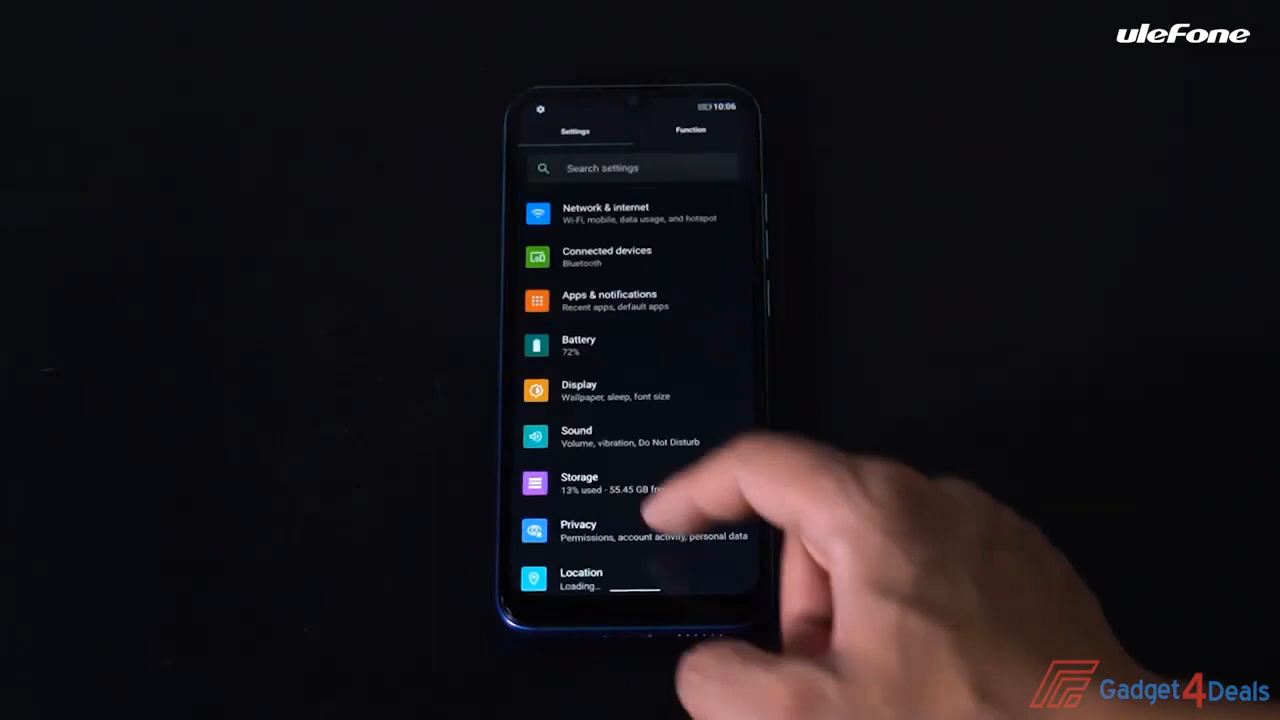 uleFone
10:06
Settings
Function
Search settings
Network & internet
Wi-Fi, mobile, data usage, and hotspot
Connected devices
Bluetooth
Apps & notifications
Recent apps, default apps
Battery
72%
Display
Wallpaper, sleep, font size
Sound
Volume, vibration, Do Not Disturb
Storage
13% used - 55.45 GB
Privacy
Permissions, account activity, personal data
Location
Loading...
Gadget4Deals